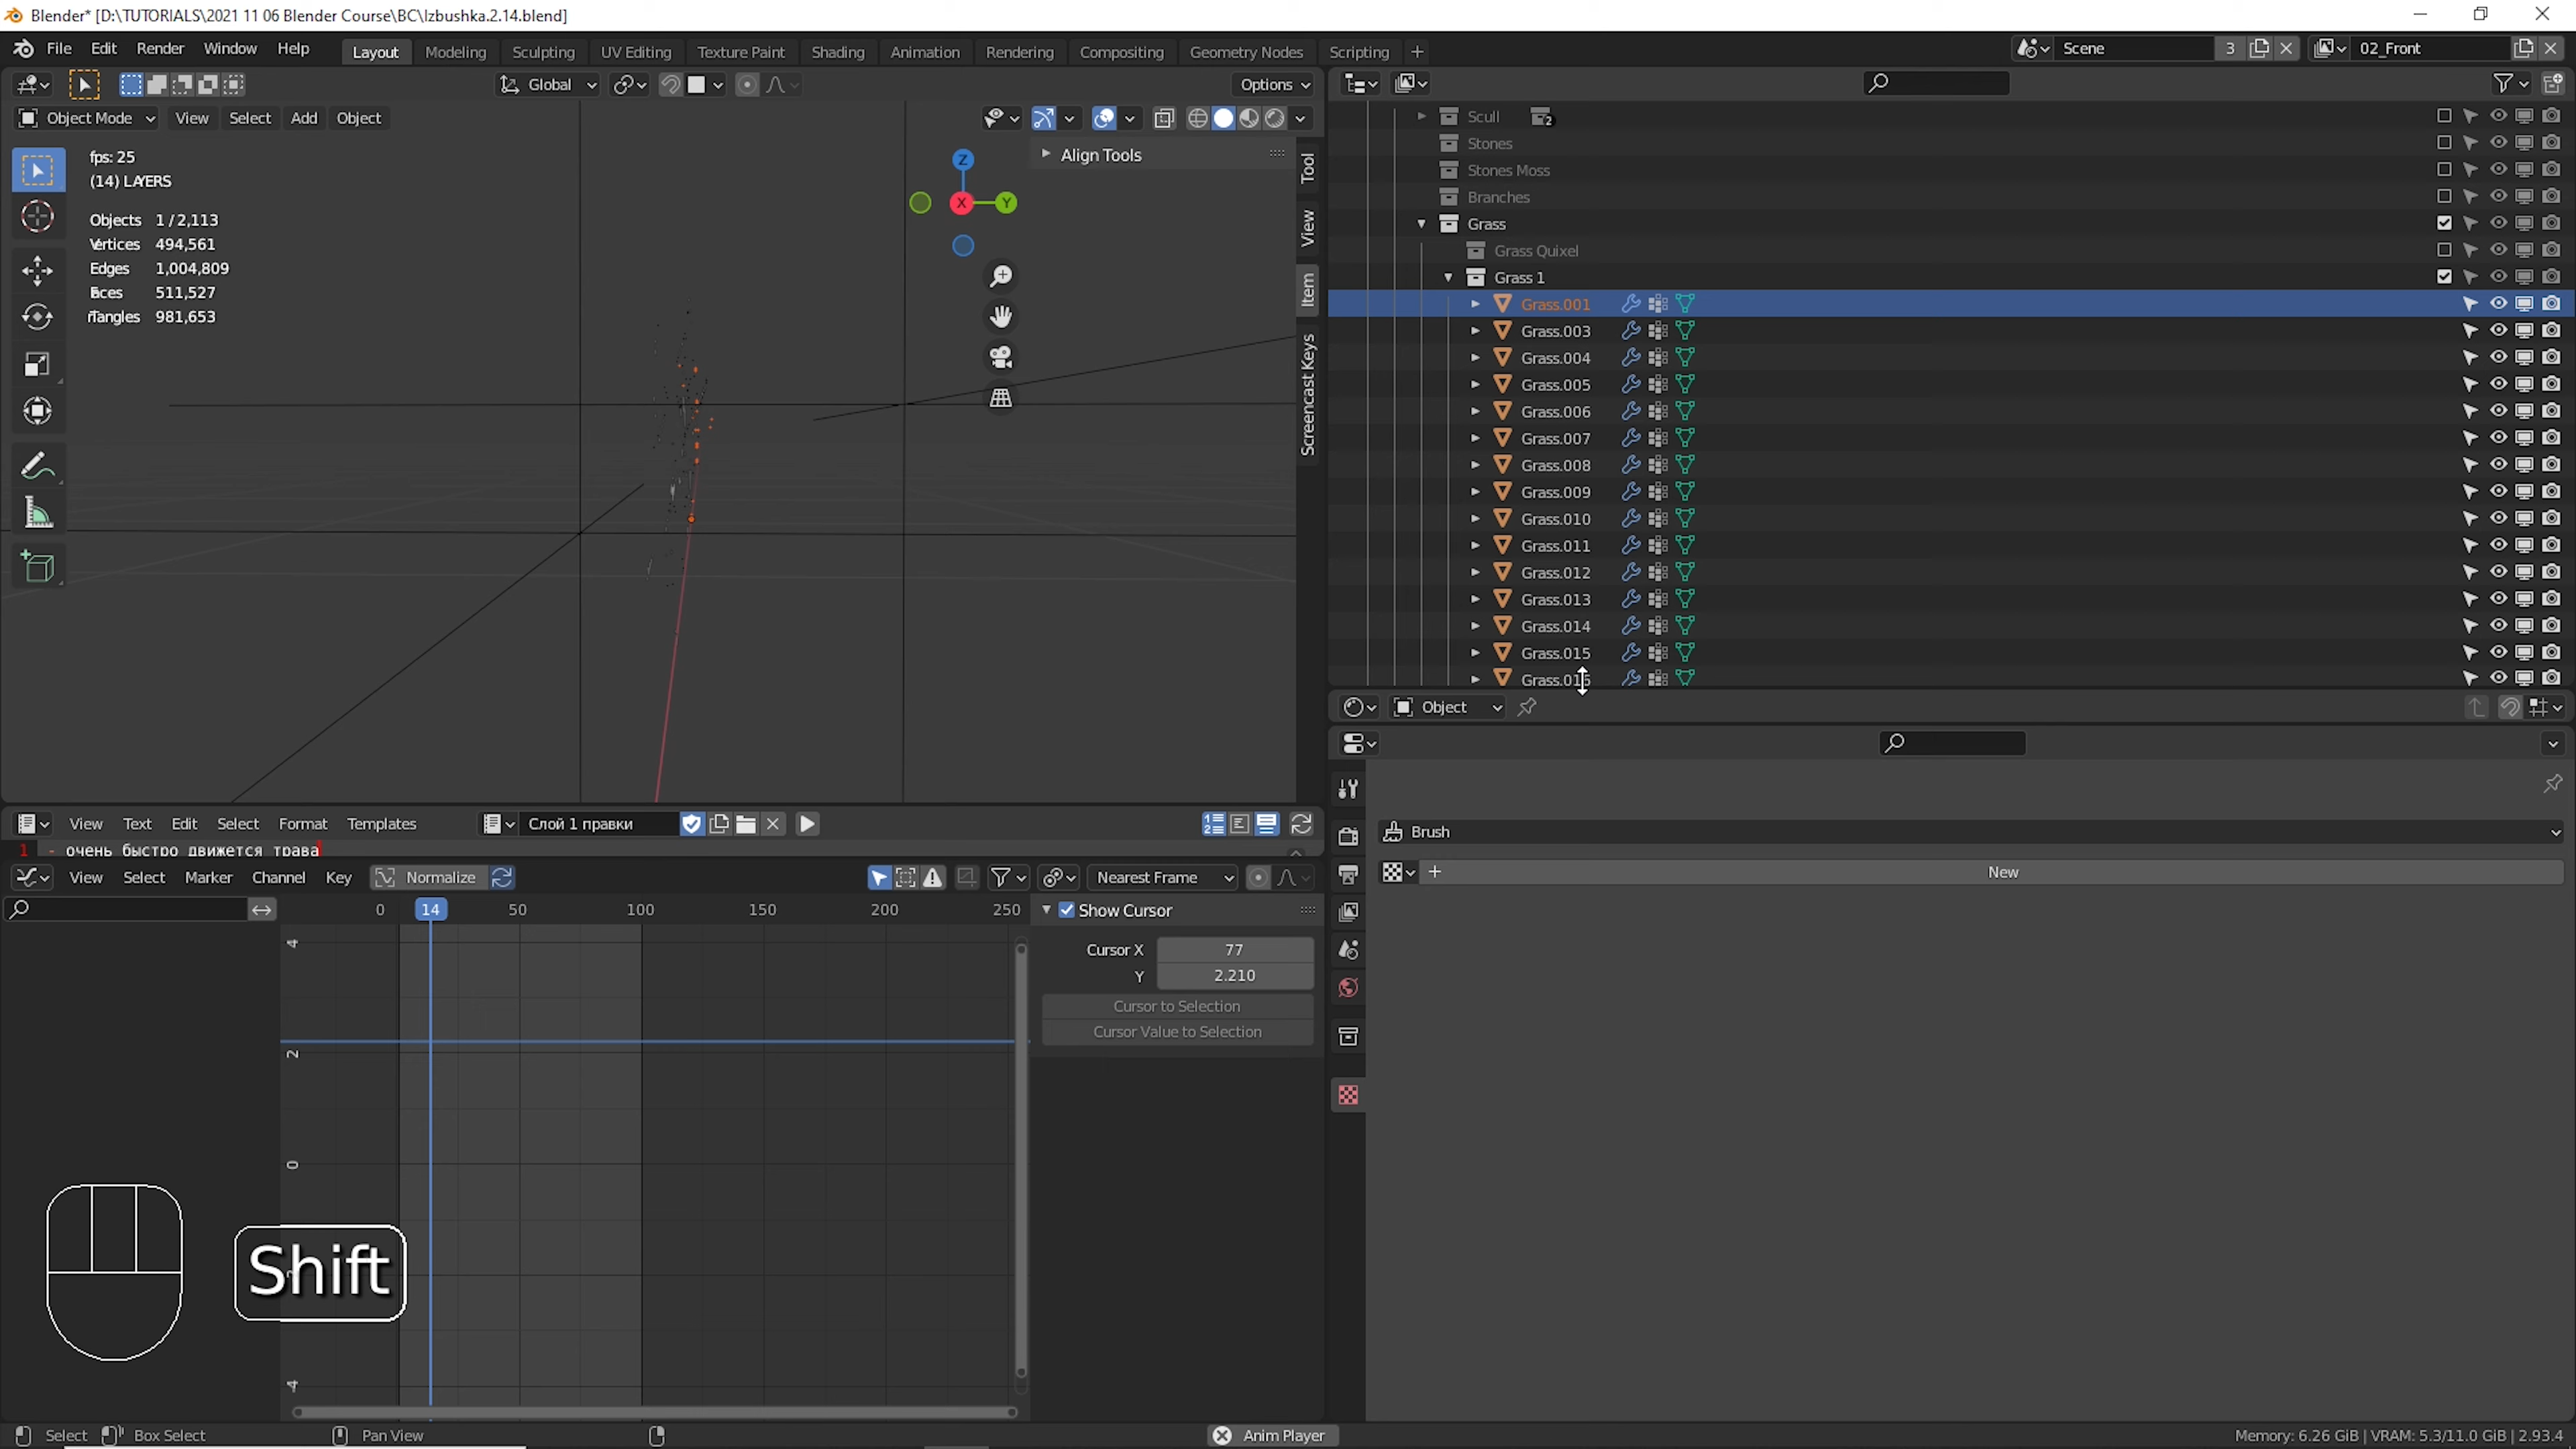 Blender* [D:\TUTORIALS\2021 11 06 Blender Course\BC\Izbushka.2.14.blend]
File Edit Render Window Help Layout Modeling Sculpting UV Editing Texture Paint Shading Animation Rendering Compositing Geometry Nodes Scripting + Scene 3 02_Front
Global Options
Object Mode View Select Add Object
fps: 25
(14) LAYERS
Objects 1 / 2,113
Vertices 494,561
Edges 1,004,809
Faces 511,527
Triangles 981,653
Z
X
Y
Align Tools
Tool
View
Item
Screencast Keys
Scull 2
Stones
Stones Moss
Branches
Grass
Grass Quixel
Grass 1
Grass.001
Grass.003
Grass.004
Grass.005
Grass.006
Grass.007
Grass.008
Grass.009
Grass.010
Grass.011
Grass.012
Grass.013
Grass.014
Grass.015
Grass.016
Object
Brush
+ New
View Text Edit Select Format Templates Слой 1 правки
1 - очень быстро движется трава
View Select Marker Channel Key Normalize Nearest Frame
0 14 50 100 150 200 250
4
2
0
-4
Show Cursor
Cursor X 77
Y 2.210
Cursor to Selection
Cursor Value to Selection
Shift
Select Box Select Pan View Anim Player Memory: 6.26 GiB | VRAM: 5.3/11.0 GiB | 2.93.4